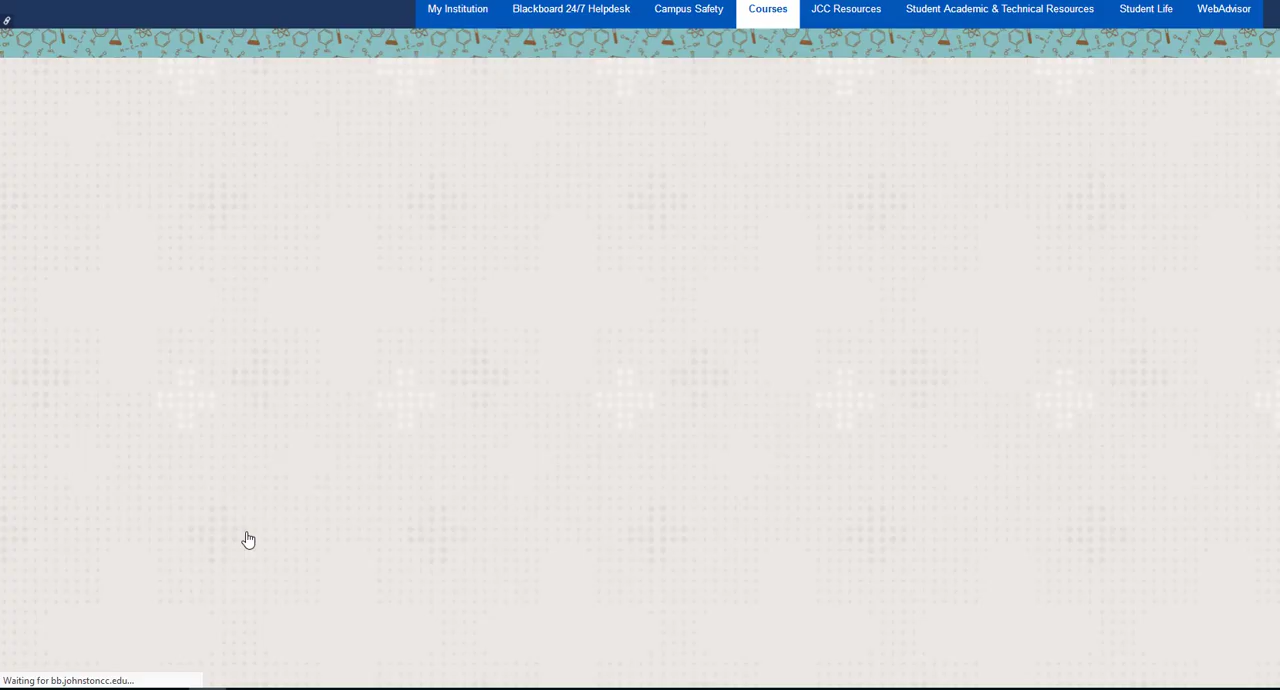 My Institution Blackboard 24/7 Helpdesk Campus Safety Courses JCC Resources Student Academic & Technical Resources Student Life WebAdvisor
Waiting for bb.johnstoncc.edu...